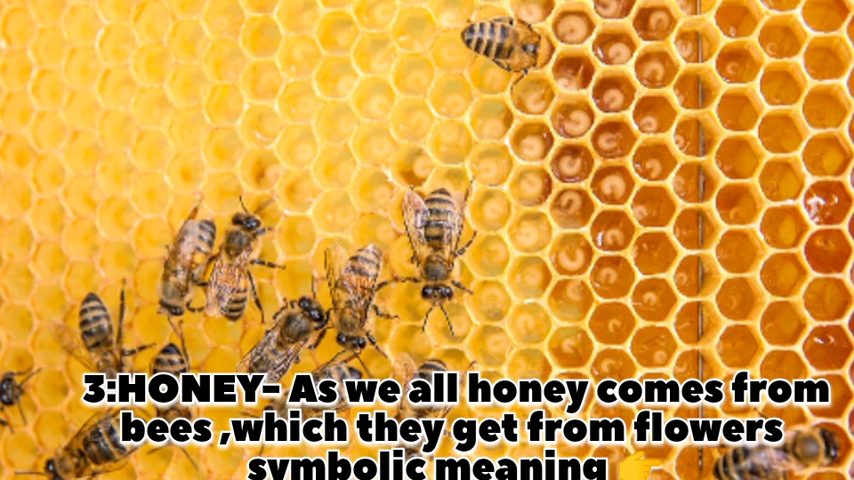 3:HONEY- As we all honey comes from
bees ,which they get from flowers
symbolic meaning 👉